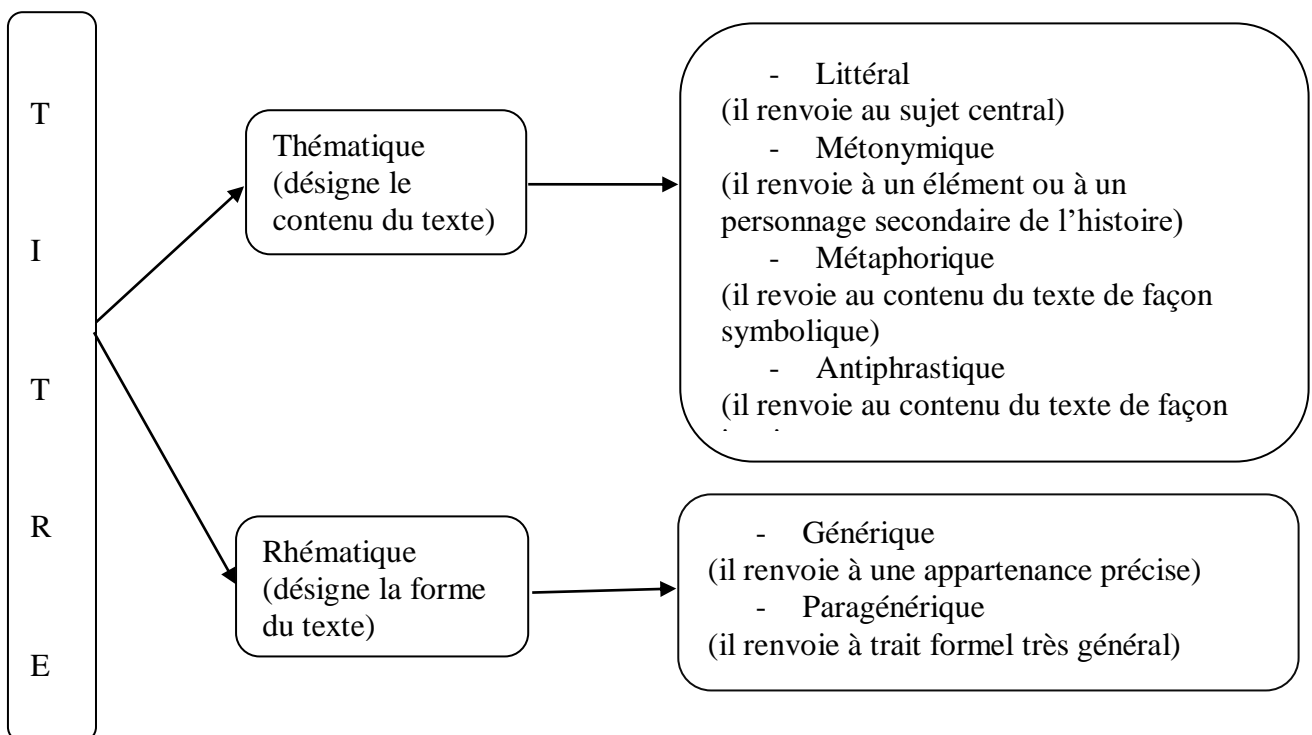 T
I
T
R
E
Thématique
(désigne le
contenu du texte)
- Littéral
(il renvoie au sujet central)
- Métonymique
(il renvoie à un élément ou à un
personnage secondaire de l’histoire)
- Métaphorique
(il revoie au contenu du texte de façon
symbolique)
- Antiphrastique
(il renvoie au contenu du texte de façon
Rhématique
(désigne la forme
du texte)
- Générique
(il renvoie à une appartenance précise)
- Paragénérique
(il renvoie à trait formel très général)